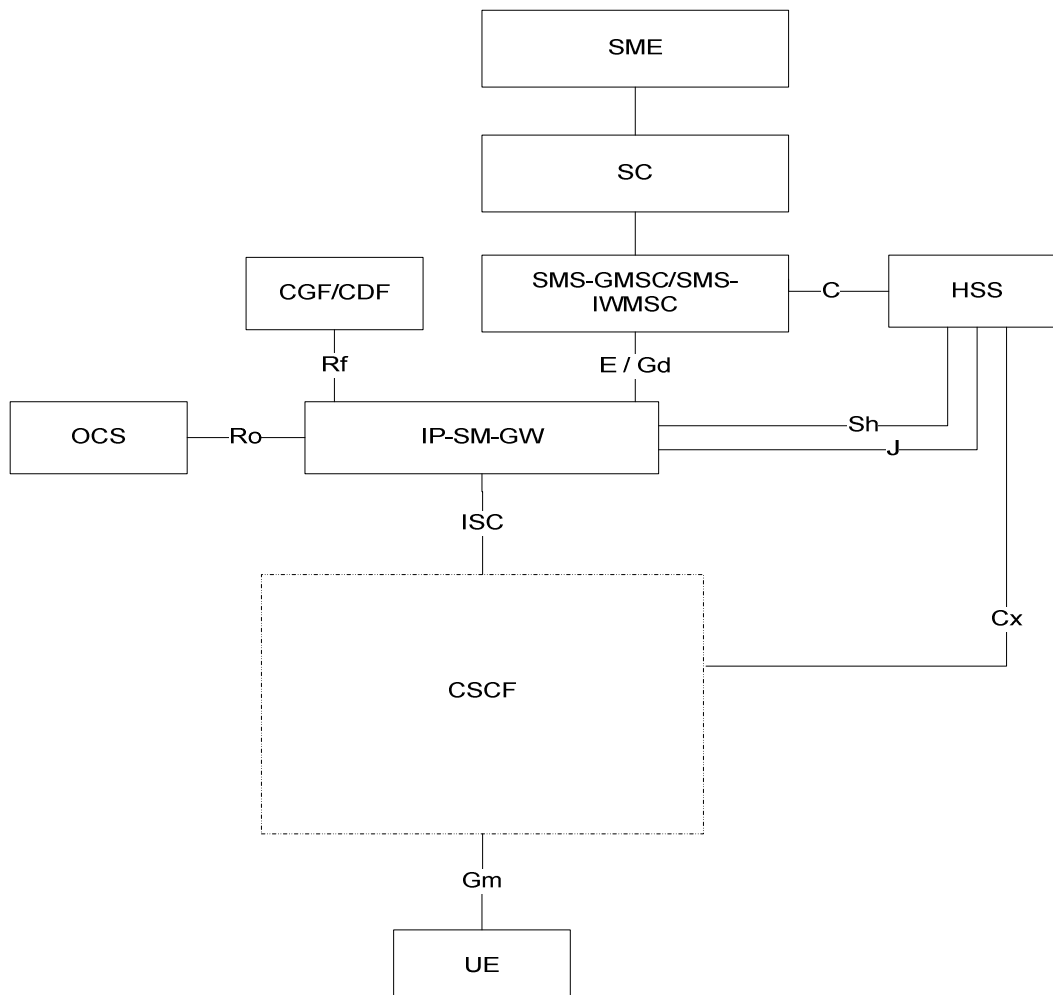 SME
SC
SMS-GMSC/SMS-
IWMSC
C
HSS
CGF/CDF
Rf
E / Gd
OCS
Ro
IP-SM-GW
Sh
J
ISC
Cx
CSCF
Gm
UE